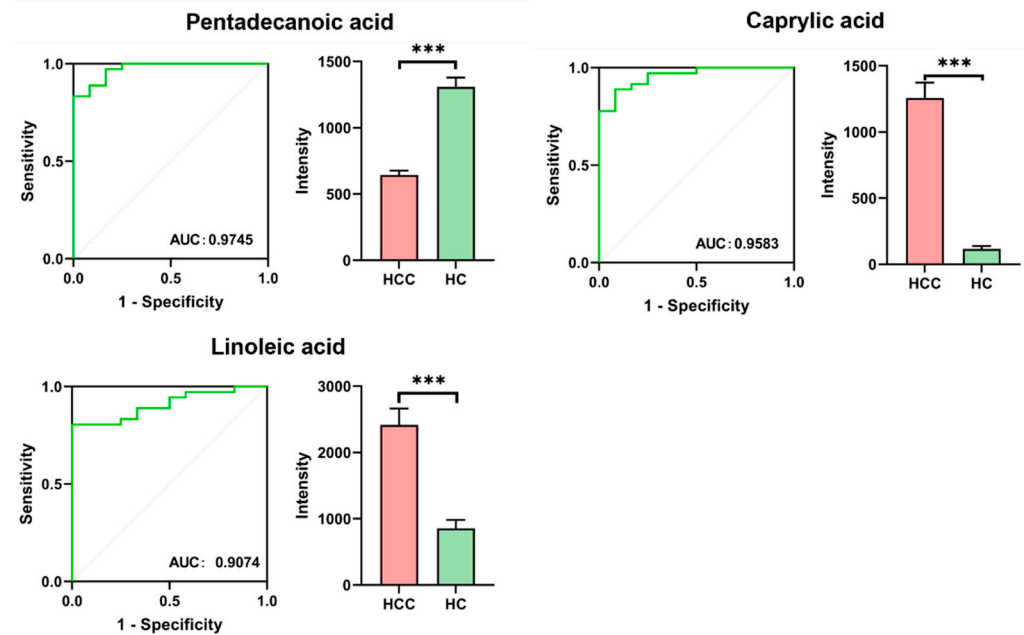 Pentadecanoic acid
1.0
0.5
0.0
Sensitivity
AUC: 0.9745
0.0 0.5 1.0
1 - Specificity
***
1500
1000
500
0
Intensity
HCC HC
Caprylic acid
1.0
0.5
0.0
Sensitivity
AUC: 0.9583
0.0 0.5 1.0
1 - Specificity
***
1500
1000
500
0
Intensity
HCC HC
Linoleic acid
1.0
0.5
0.0
Sensitivity
AUC: 0.9074
0.0 0.5 1.0
1 - Specificity
***
3000
2000
1000
0
Intensity
HCC HC